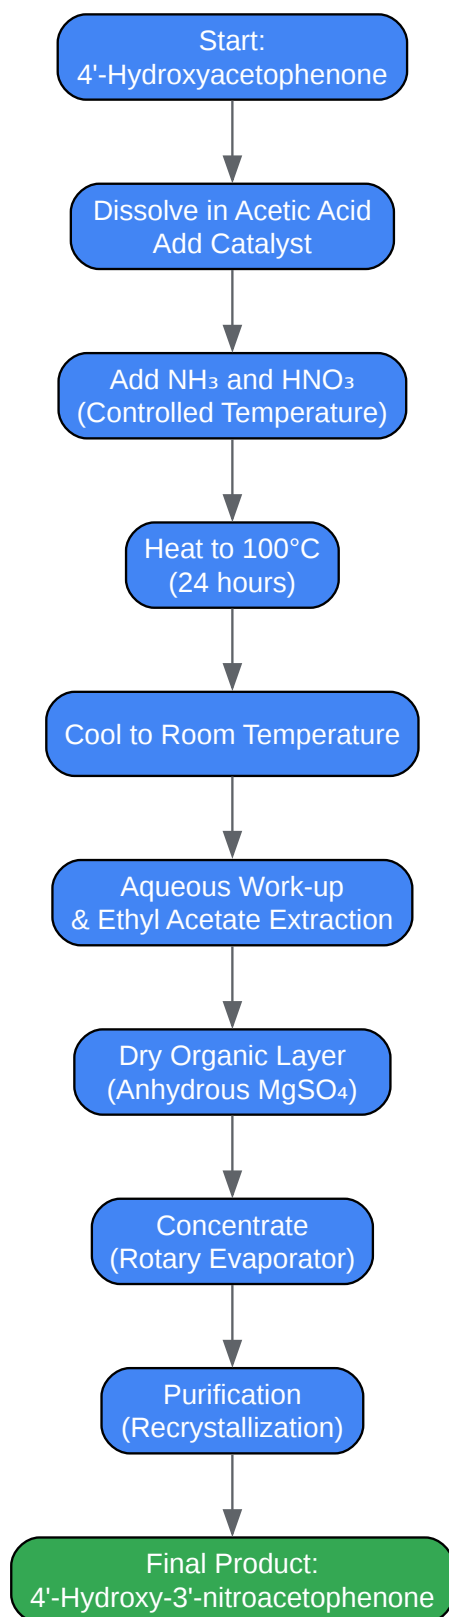 Start:
4'-Hydroxyacetophenone
Dissolve in Acetic Acid
Add Catalyst
Add NH₃ and HNO₃
(Controlled Temperature)
Heat to 100°C
(24 hours)
Cool to Room Temperature
Aqueous Work-up
& Ethyl Acetate Extraction
Dry Organic Layer
(Anhydrous MgSO₄)
Concentrate
(Rotary Evaporator)
Purification
(Recrystallization)
Final Product:
4'-Hydroxy-3'-nitroacetophenone